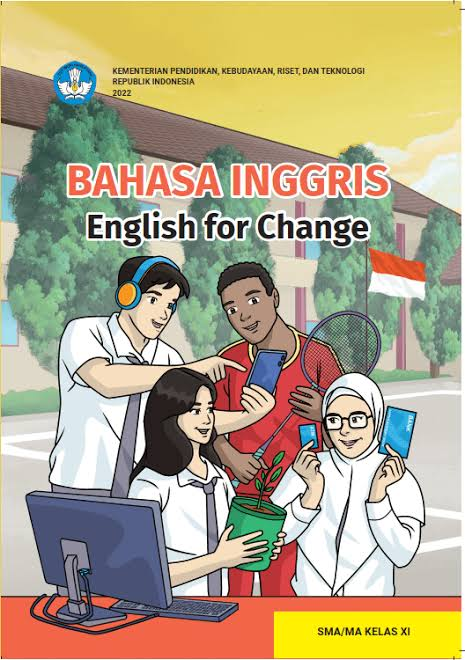 KEMENTERIAN PENDIDIKAN, KEBUDAYAAN, RISET, DAN TEKNOLOGI
REPUBLIK INDONESIA
2022
BAHASA INGGRIS
English for Change
SMA/MA KELAS XI